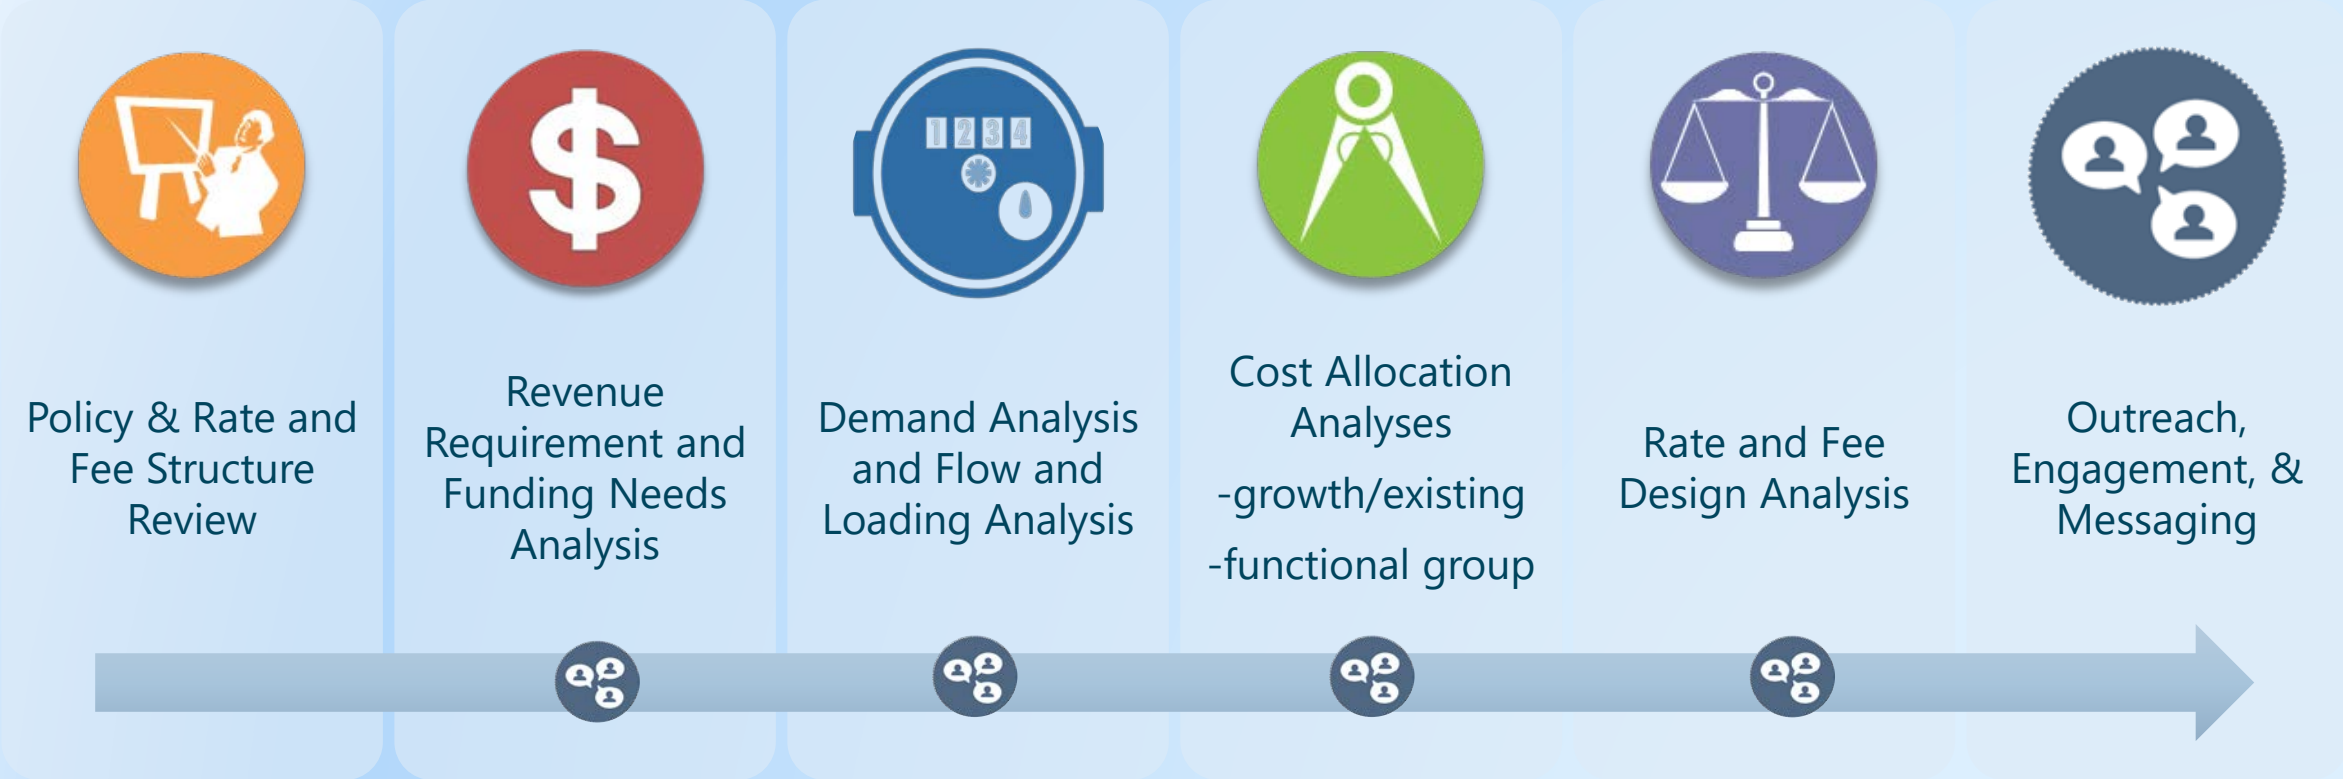 Policy & Rate and
Fee Structure
Review
$
Revenue
Requirement and
Funding Needs
Analysis
1234
Demand Analysis
and Flow and
Loading Analysis
Cost Allocation
Analyses
-growth/existing
-functional group
Rate and Fee
Design Analysis
Outreach,
Engagement, &
Messaging